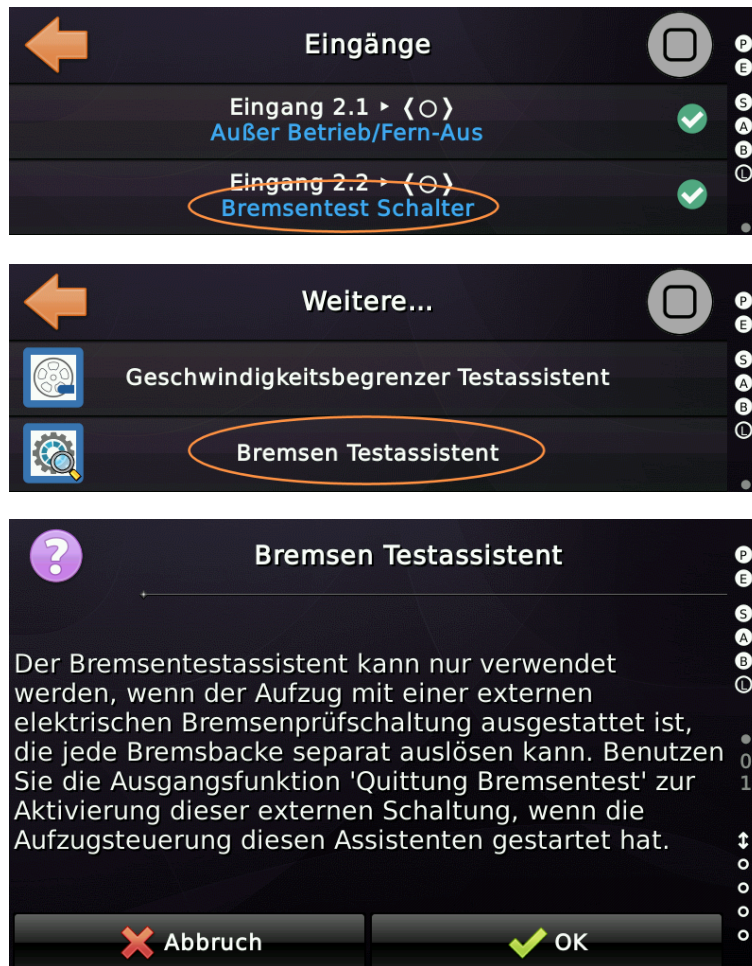 Eingänge
Eingang 2.1 ▸ ❬○❭
Außer Betrieb/Fern-Aus
Eingang 2.2 ▸ ❬○❭
Bremsentest Schalter
P
E
S
A
B
L
Weitere...
Geschwindigkeitsbegrenzer Testassistent
Bremsen Testassistent
P
E
S
A
B
L
?
Bremsen Testassistent
Der Bremsentestassistent kann nur verwendet
werden, wenn der Aufzug mit einer externen
elektrischen Bremsenprüfschaltung ausgestattet ist,
die jede Bremsbacke separat auslösen kann. Benutzen
Sie die Ausgangsfunktion 'Quittung Bremsentest' zur
Aktivierung dieser externen Schaltung, wenn die
Aufzugsteuerung diesen Assistenten gestartet hat.
Abbruch
OK
P
E
S
A
B
L
0
1